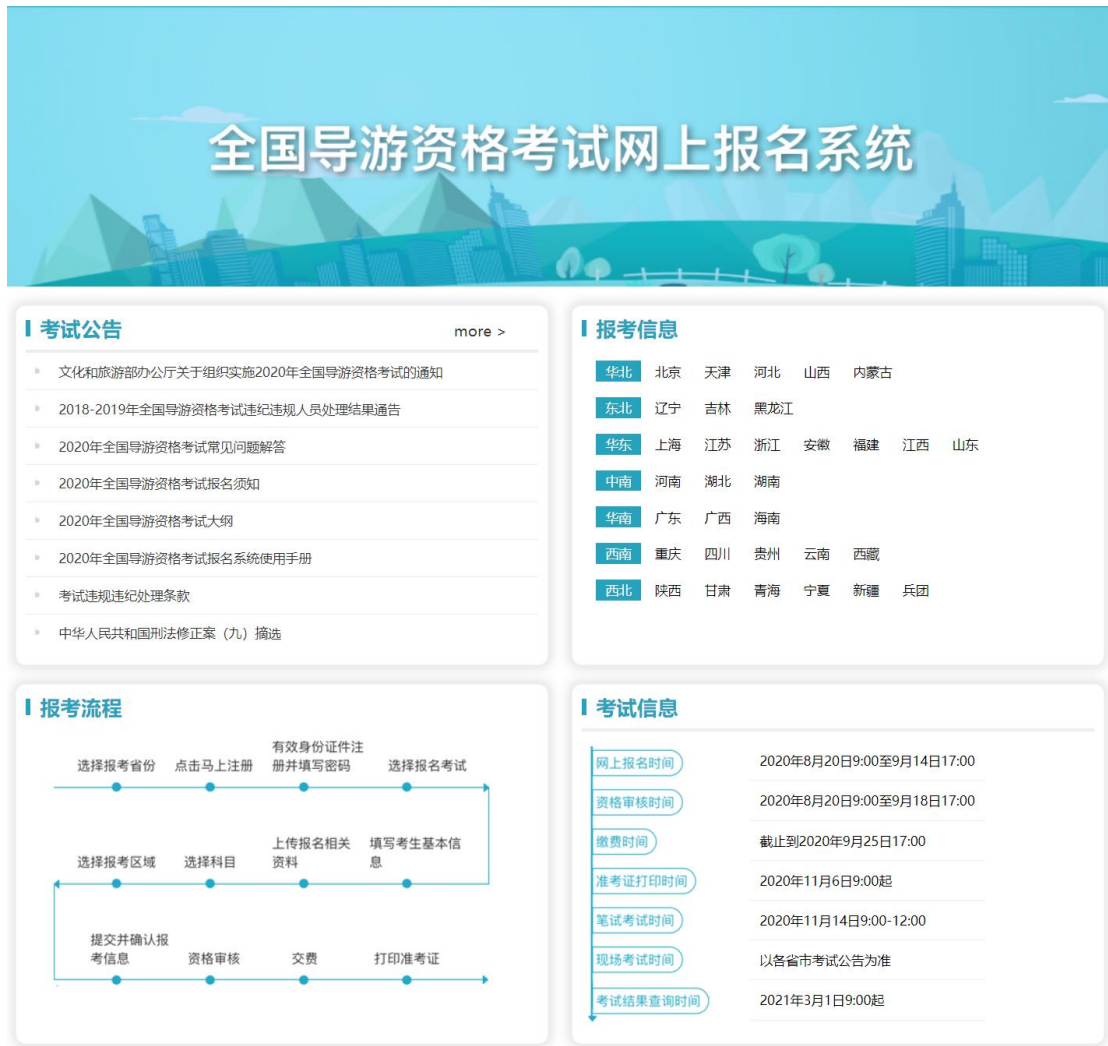 全国导游资格考试网上报名系统
考试公告
more >
文化和旅游部办公厅关于组织实施2020年全国导游资格考试的通知
2018-2019年全国导游资格考试违纪违规人员处理结果通告
2020年全国导游资格考试常见问题解答
2020年全国导游资格考试报名须知
2020年全国导游资格考试大纲
2020年全国导游资格考试报名系统使用手册
考试违规违纪处理条款
中华人民共和国刑法修正案（九）摘选
报考信息
华北 北京 天津 河北 山西 内蒙古
东北 辽宁 吉林 黑龙江
华东 上海 江苏 浙江 安徽 福建 江西 山东
中南 河南 湖北 湖南
华南 广东 广西 海南
西南 重庆 四川 贵州 云南 西藏
西北 陕西 甘肃 青海 宁夏 新疆 兵团
报考流程
选择报考省份
点击马上注册
有效身份证件注
册并填写密码
选择报名考试
选择报考区域
选择科目
上传报名相关
资料
填写考生基本信
息
提交并确认报
考信息
资格审核
交费
打印准考证
考试信息
网上报名时间 2020年8月20日9:00至9月14日17:00
资格审核时间 2020年8月20日9:00至9月18日17:00
缴费时间 截止到2020年9月25日17:00
准考证打印时间 2020年11月6日9:00起
笔试考试时间 2020年11月14日9:00-12:00
现场考试时间 以各省市考试公告为准
考试结果查询时间 2021年3月1日9:00起